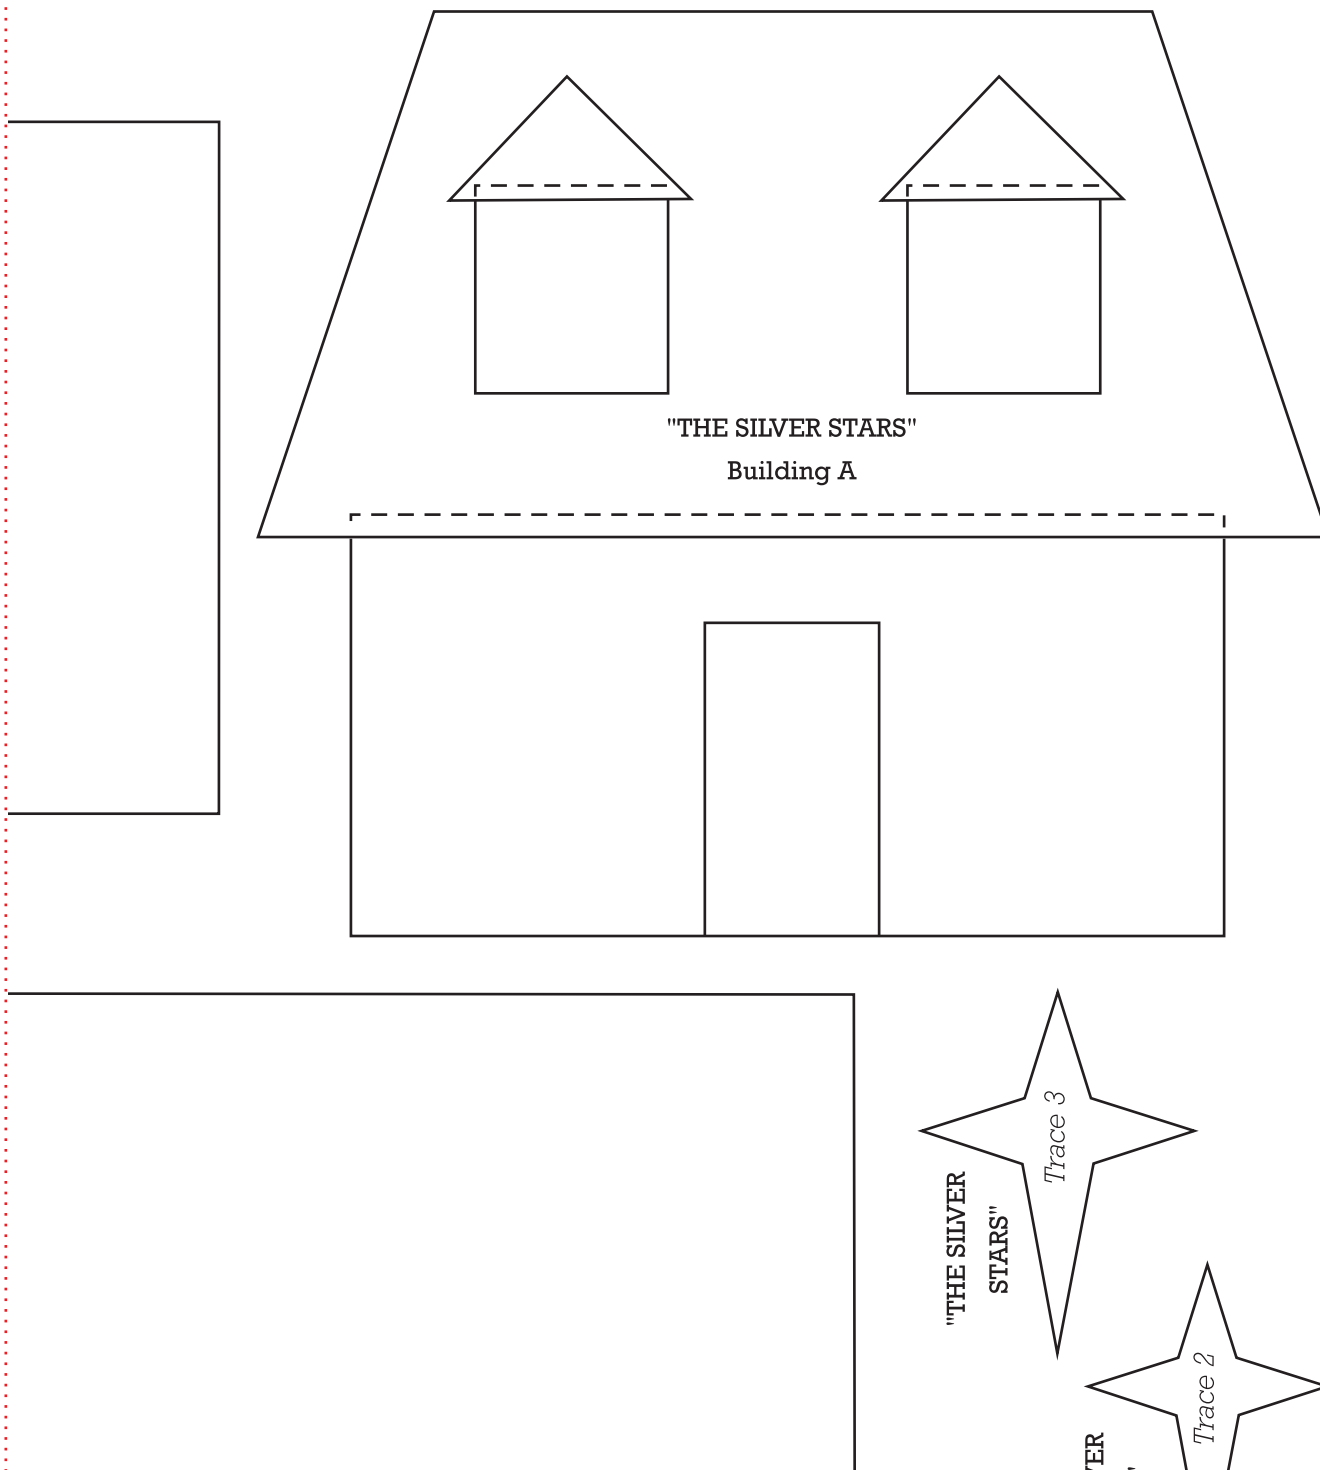 "THE SILVER STARS"
Building A
Trace 3
"THE SILVER
STARS"
Trace 2